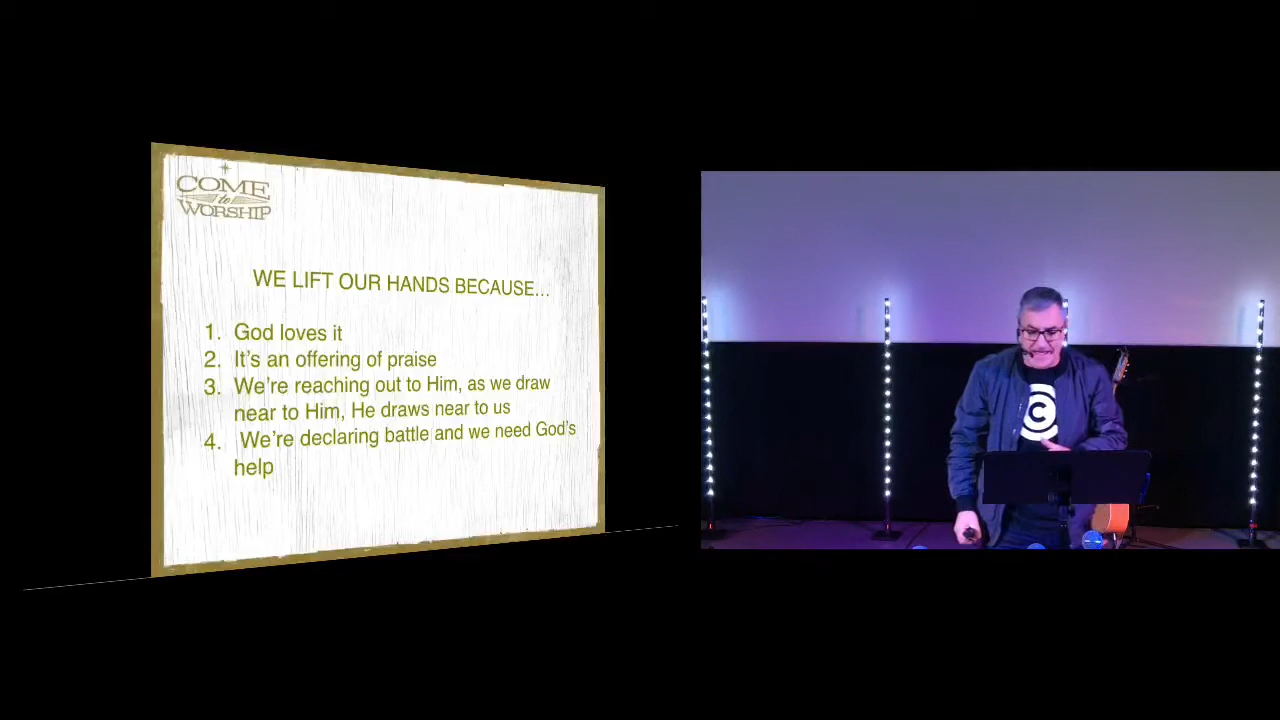 COME
to
WORSHIP
WE LIFT OUR HANDS BECAUSE...
1. God loves it
2. It's an offering of praise
3. We're reaching out to Him, as we draw
near to Him, He draws near to us
4. We're declaring battle and we need God's
help
C